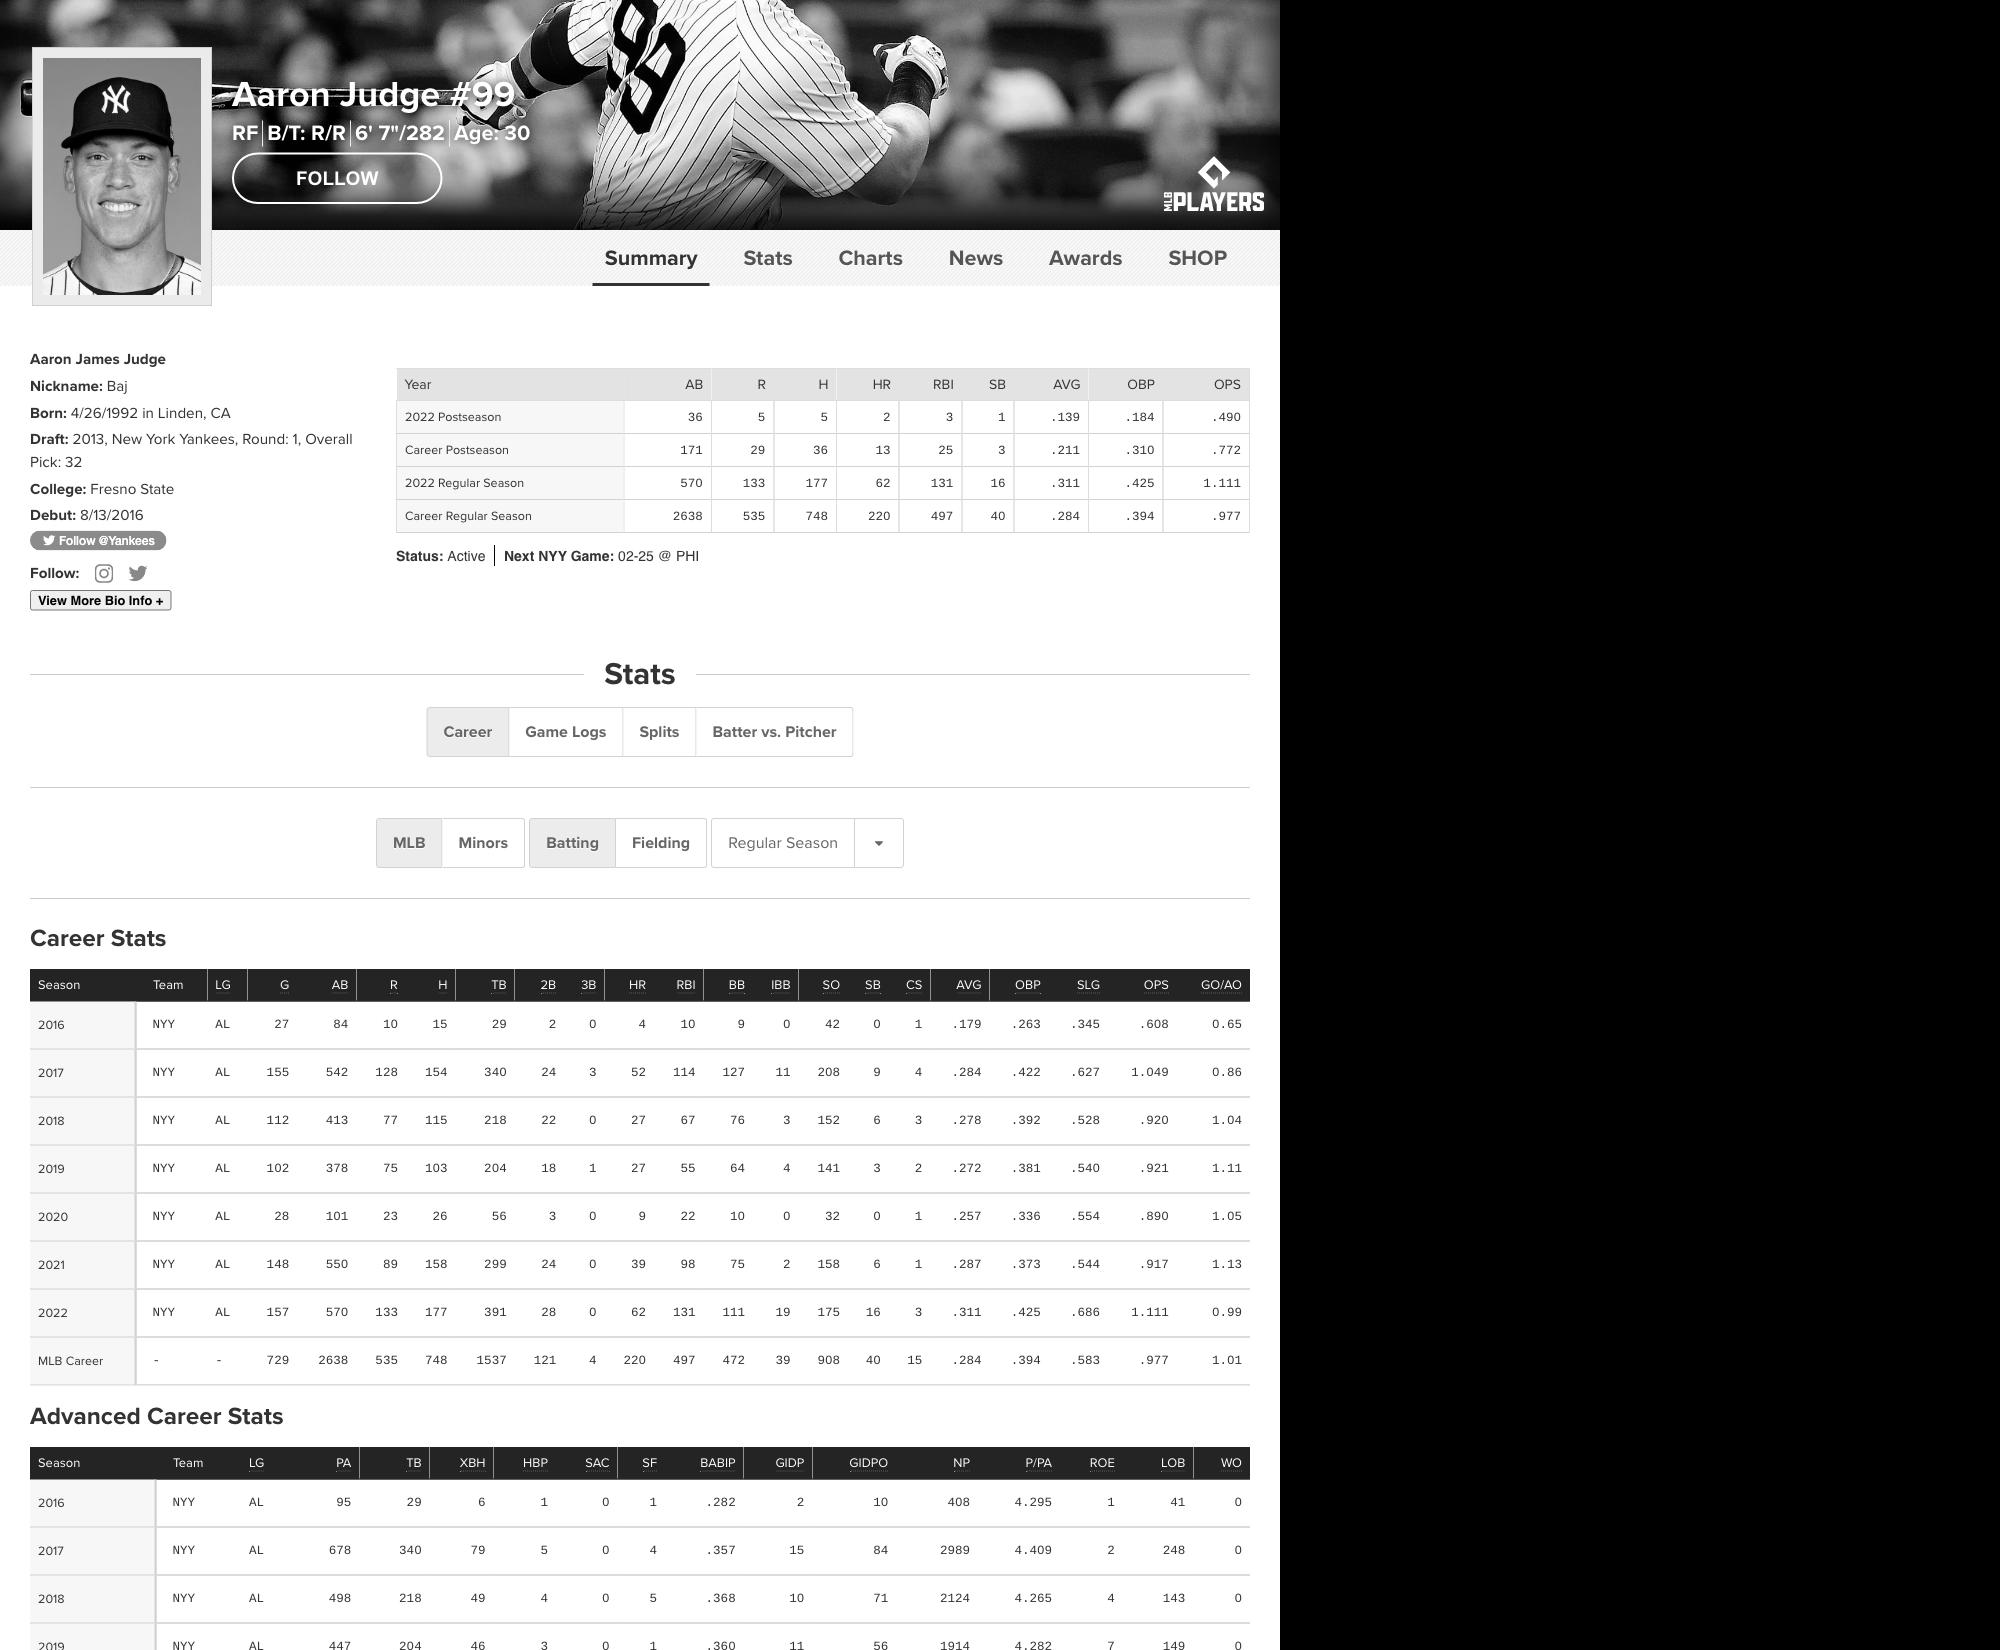 Aaron Judge #99
RF B/T: R/R 6' 7"/282 Age: 30
FOLLOW
MLB PLAYERS
Summary Stats Charts News Awards SHOP
Aaron James Judge
Nickname: Baj
Born: 4/26/1992 in Linden, CA
Draft: 2013, New York Yankees, Round: 1, Overall
Pick: 32
College: Fresno State
Debut: 8/13/2016
Follow @Yankees
Follow:
View More Bio Info +
Year AB R H HR RBI SB AVG OBP OPS
2022 Postseason 36 5 5 2 3 1 .139 .184 .490
Career Postseason 171 29 36 13 25 3 .211 .310 .772
2022 Regular Season 570 133 177 62 131 16 .311 .425 1.111
Career Regular Season 2638 535 748 220 497 40 .284 .394 .977
Status: Active Next NYY Game: 02-25 @ PHI
Stats
Career Game Logs Splits Batter vs. Pitcher
MLB Minors Batting Fielding Regular Season
Career Stats
Season Team LG G AB R H TB 2B 3B HR RBI BB IBB SO SB CS AVG OBP SLG OPS GO/AO
2016 NYY AL 27 84 10 15 29 2 0 4 10 9 0 42 0 1 .179 .263 .345 .608 0.65
2017 NYY AL 155 542 128 154 340 24 3 52 114 127 11 208 9 4 .284 .422 .627 1.049 0.86
2018 NYY AL 112 413 77 115 218 22 0 27 67 76 3 152 6 3 .278 .392 .528 .920 1.04
2019 NYY AL 102 378 75 103 204 18 1 27 55 64 4 141 3 2 .272 .381 .540 .921 1.11
2020 NYY AL 28 101 23 26 56 3 0 9 22 10 0 32 0 1 .257 .336 .554 .890 1.05
2021 NYY AL 148 550 89 158 299 24 0 39 98 75 2 158 6 1 .287 .373 .544 .917 1.13
2022 NYY AL 157 570 133 177 391 28 0 62 131 111 19 175 16 3 .311 .425 .686 1.111 0.99
MLB Career - - 729 2638 535 748 1537 121 4 220 497 472 39 908 40 15 .284 .394 .583 .977 1.01
Advanced Career Stats
Season Team LG PA TB XBH HBP SAC SF BABIP GIDP GIDPO NP P/PA ROE LOB WO
2016 NYY AL 95 29 6 1 0 1 .282 2 10 408 4.295 1 41 0
2017 NYY AL 678 340 79 5 0 4 .357 15 84 2989 4.409 2 248 0
2018 NYY AL 498 218 49 4 0 5 .368 10 71 2124 4.265 4 143 0
2019 NYY AL 447 204 46 3 0 1 .360 11 56 1914 4.282 7 149 0